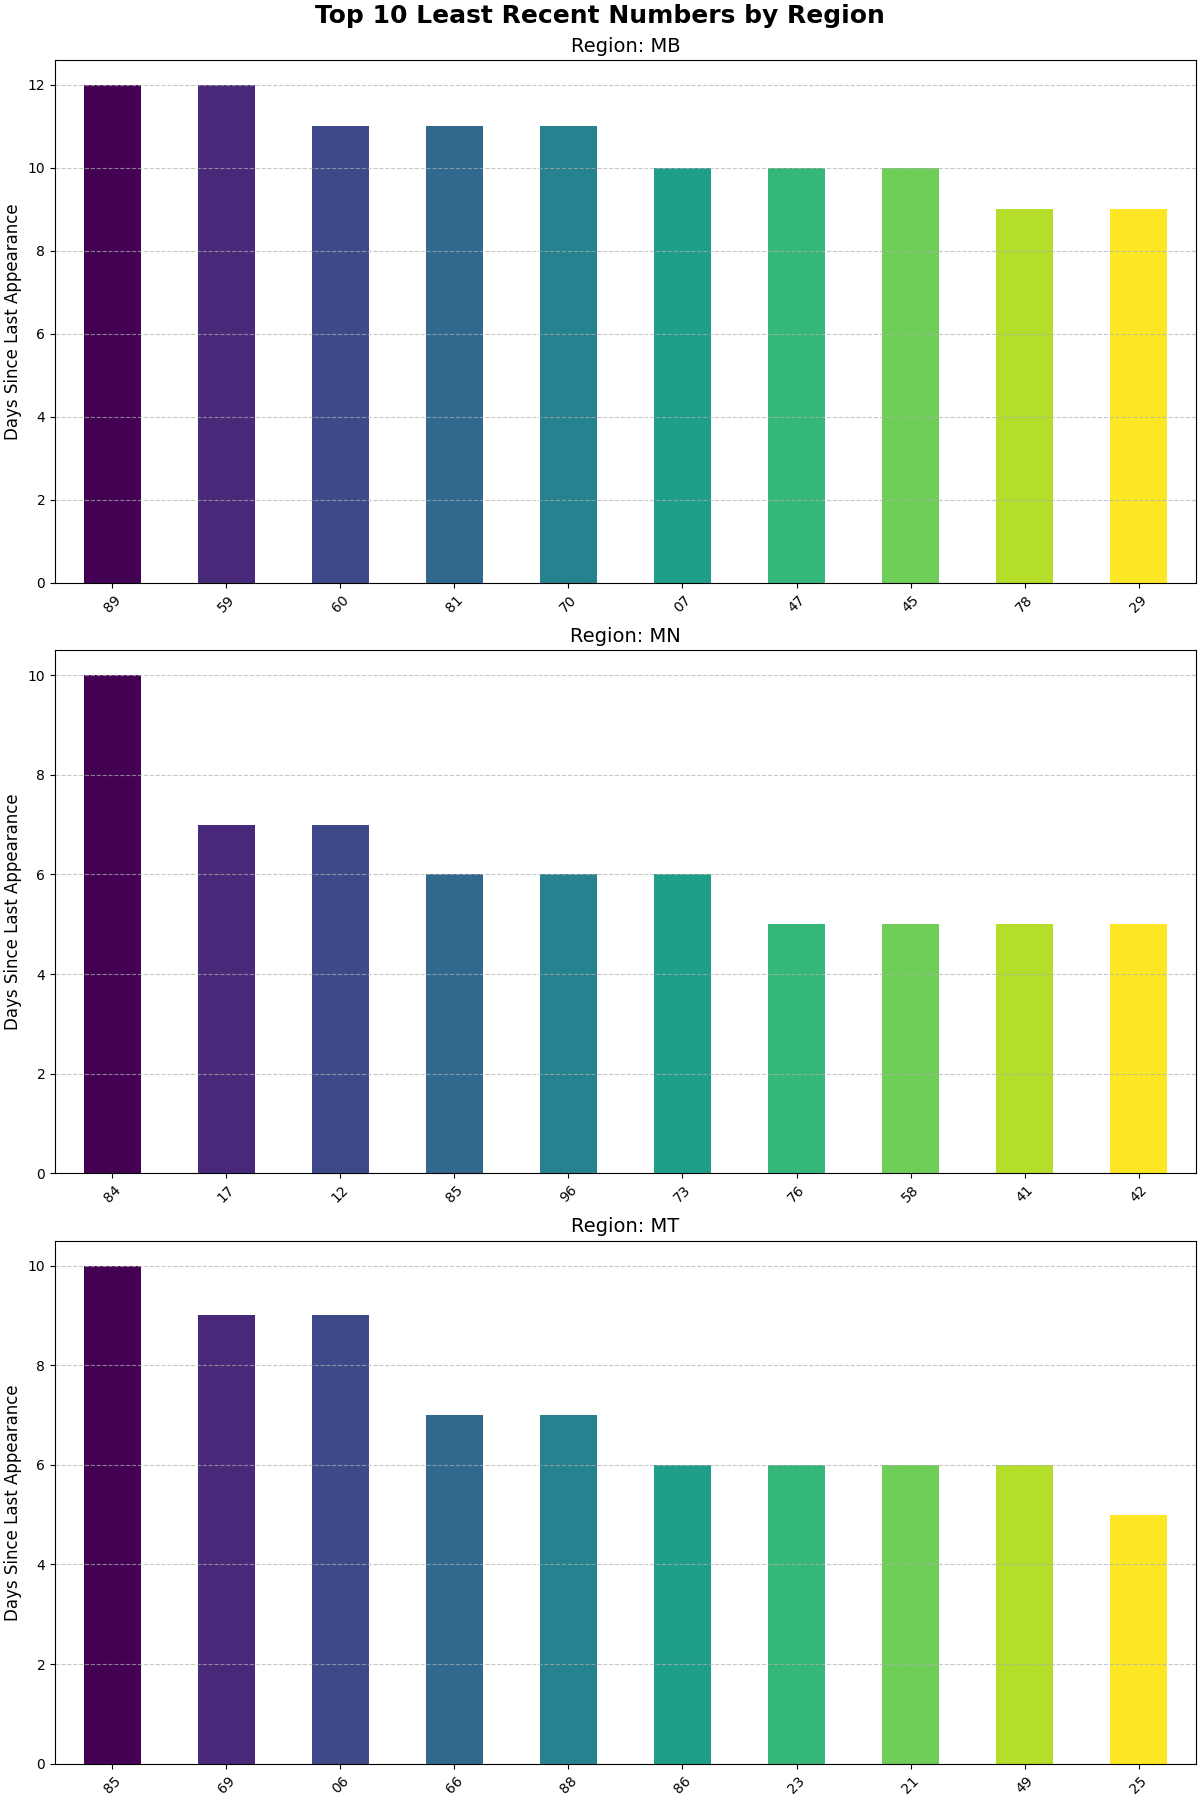 Top 10 Least Recent Numbers by Region
Region: MB
Days Since Last Appearance
12
10
8
6
4
2
0
89 59 60 81 70 07 47 45 78 29
Region: MN
Days Since Last Appearance
10
8
6
4
2
0
84 17 12 85 96 73 76 58 41 42
Region: MT
Days Since Last Appearance
10
8
6
4
2
0
85 69 06 66 88 86 23 21 49 25